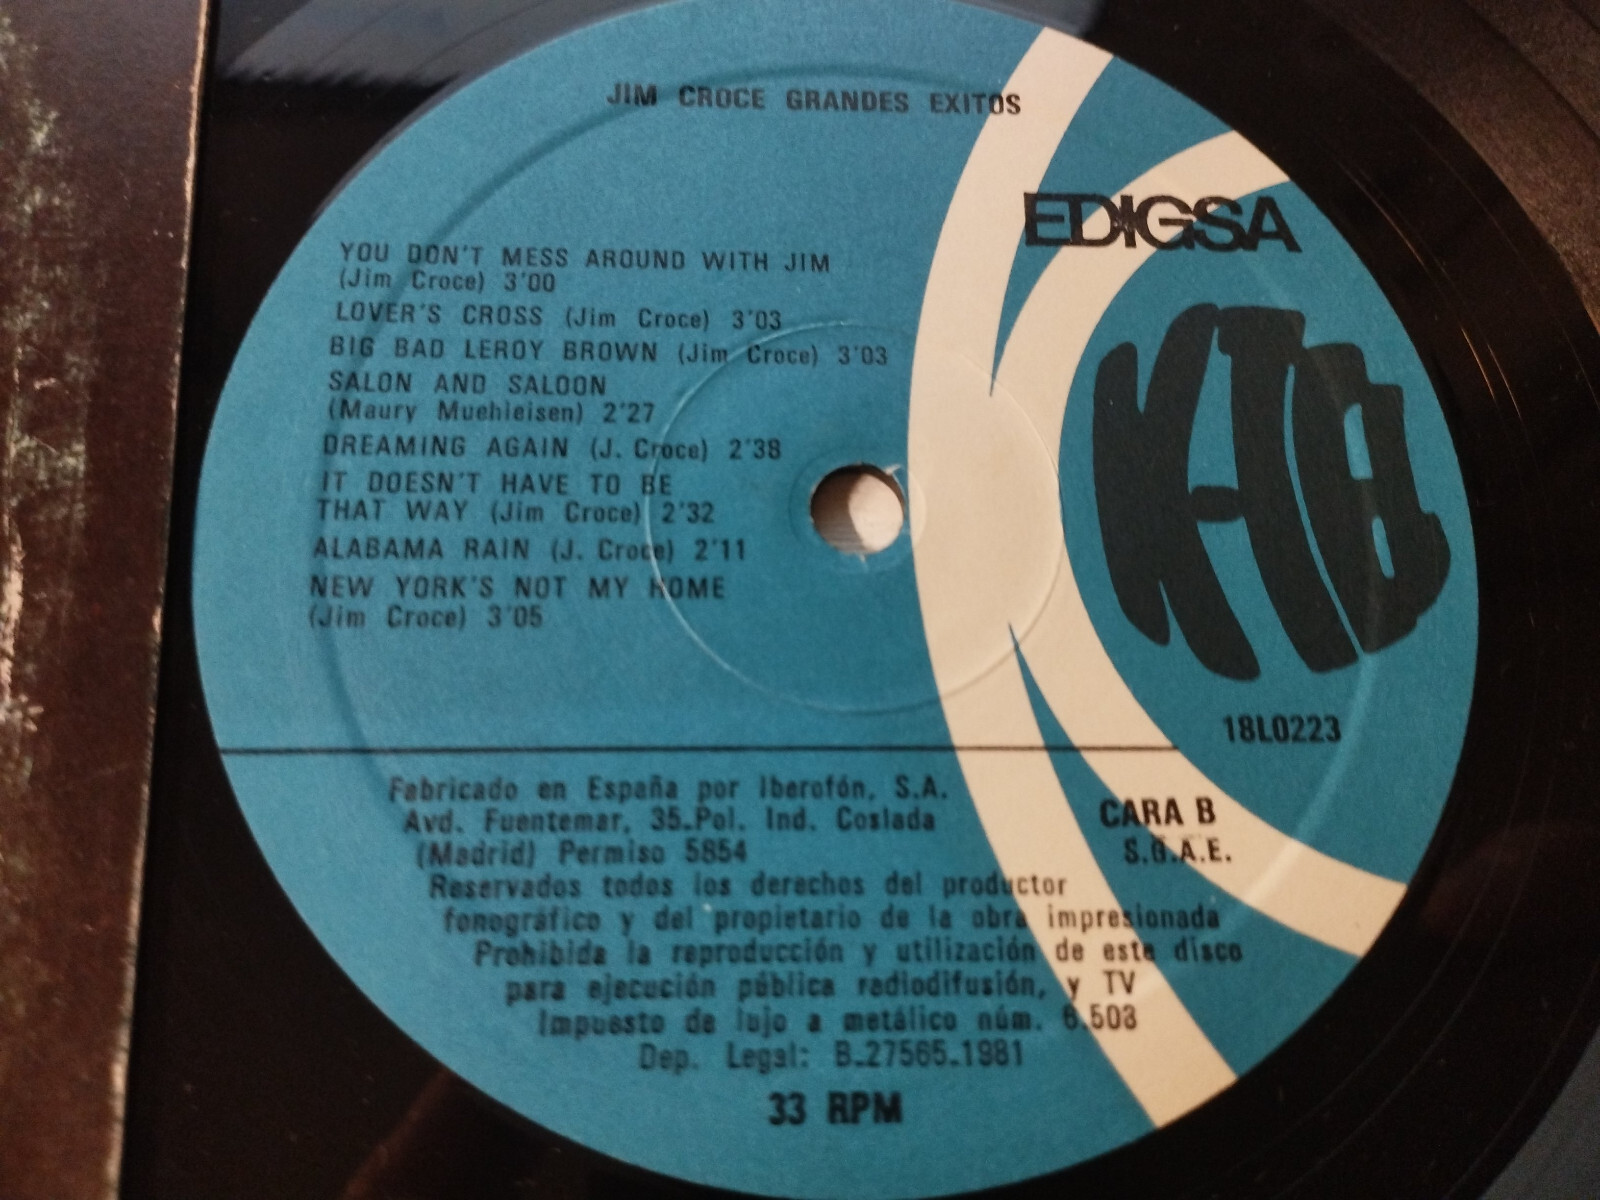 JIM CROCE GRANDES EXITOS
EDIGSA
KTB
YOU DON'T MESS AROUND WITH JIM
(Jim Croce) 3'00
LOVER'S CROSS (Jim Croce) 3'03
BIG BAD LEROY BROWN (Jim Croce) 3'03
SALON AND SALOON
(Maury Muehleisen) 2'27
DREAMING AGAIN (J. Croce) 2'38
IT DOESN'T HAVE TO BE
THAT WAY (Jim Croce) 2'32
ALABAMA RAIN (J. Croce) 2'11
NEW YORK'S NOT MY HOME
(Jim Croce) 3'05
18L0223
Fabricado en España por Iberofón, S.A.
Avd. Fuentemar, 35-Pol. Ind. Coslada
(Madrid) Permiso 5854
CARA B
S.G.A.E.
Reservados todos los derechos del productor
fonográfico y del propietario de la obra impresionada
Prohibida la reproducción y utilización de este disco
para ejecución pública radiodifusión, y TV
Impuesto de lujo a metálico núm. 6.503
Dep. Legal: B-27565-1981
33 RPM